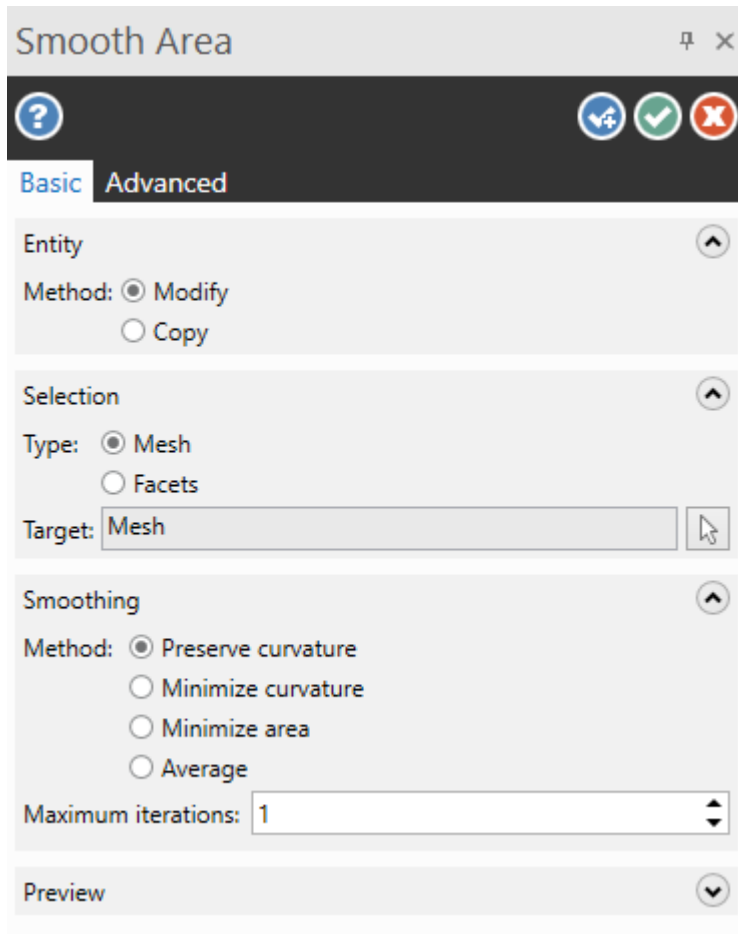 Smooth Area
Basic Advanced
Entity
Method: Modify
Copy
Selection
Type: Mesh
Facets
Target: Mesh
Smoothing
Method: Preserve curvature
Minimize curvature
Minimize area
Average
Maximum iterations: 1
Preview